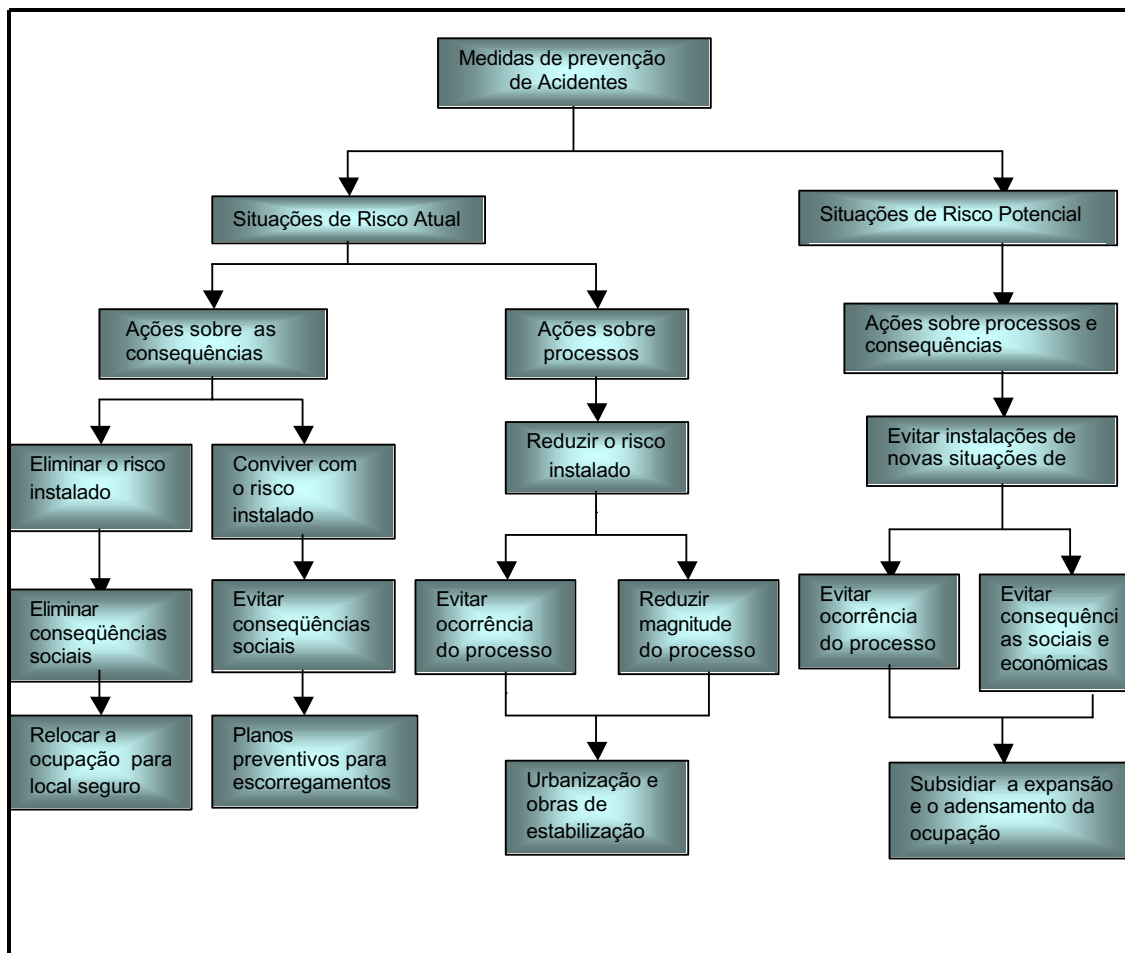 Medidas de prevenção
de Acidentes
Situações de Risco Atual
Situações de Risco Potencial
Ações sobre as
consequências
Ações sobre
processos
Ações sobre processos e
consequências
Eliminar o risco
instalado
Conviver com
o risco
instalado
Reduzir o risco
instalado
Evitar instalações de
novas situações de
Eliminar
conseqüências
sociais
Evitar
conseqüências
sociais
Evitar
ocorrência
do processo
Reduzir
magnitude
do processo
Evitar
ocorrência
do processo
Evitar
consequênci
as sociais e
econômicas
Relocar a
ocupação para
local seguro
Planos
preventivos para
escorregamentos
Urbanização e
obras de
estabilização
Subsidiar a expansão
e o adensamento da
ocupação